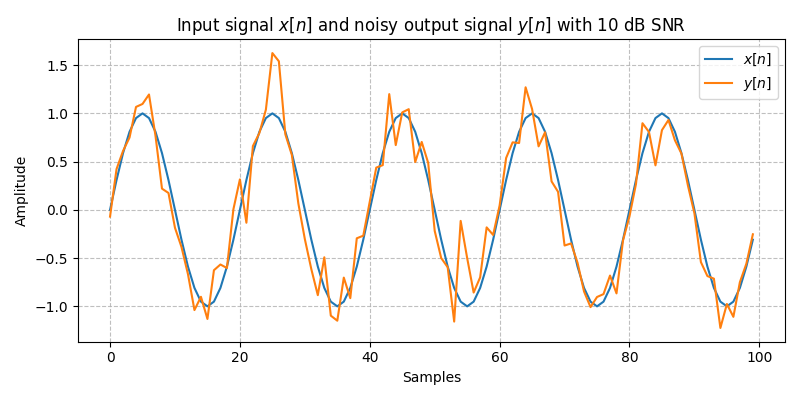 Input signal x[n] and noisy output signal y[n] with 10 dB SNR
x[n]
y[n]
Amplitude
1.5
1.0
0.5
0.0
−0.5
−1.0
0 20 40 60 80 100
Samples